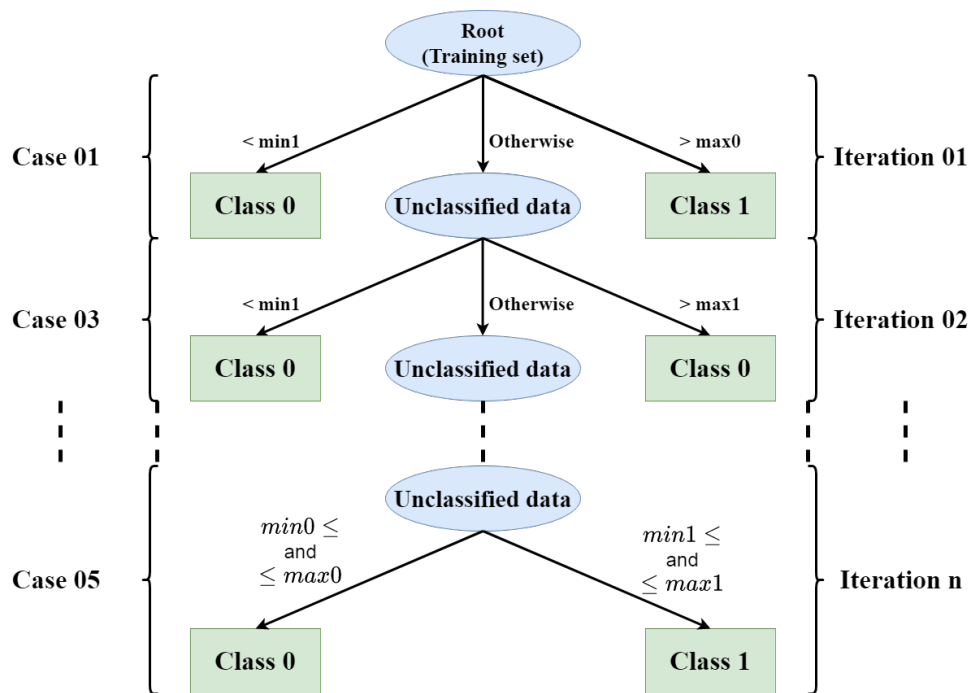 Root
(Training set)
< min1
Otherwise
> max0
Case 01
Iteration 01
Class 0
Unclassified data
Class 1
< min1
Otherwise
> max1
Case 03
Iteration 02
Class 0
Unclassified data
Class 0
Unclassified data
min0 ≤
and
≤ max0
min1 ≤
and
≤ max1
Case 05
Iteration n
Class 0
Class 1